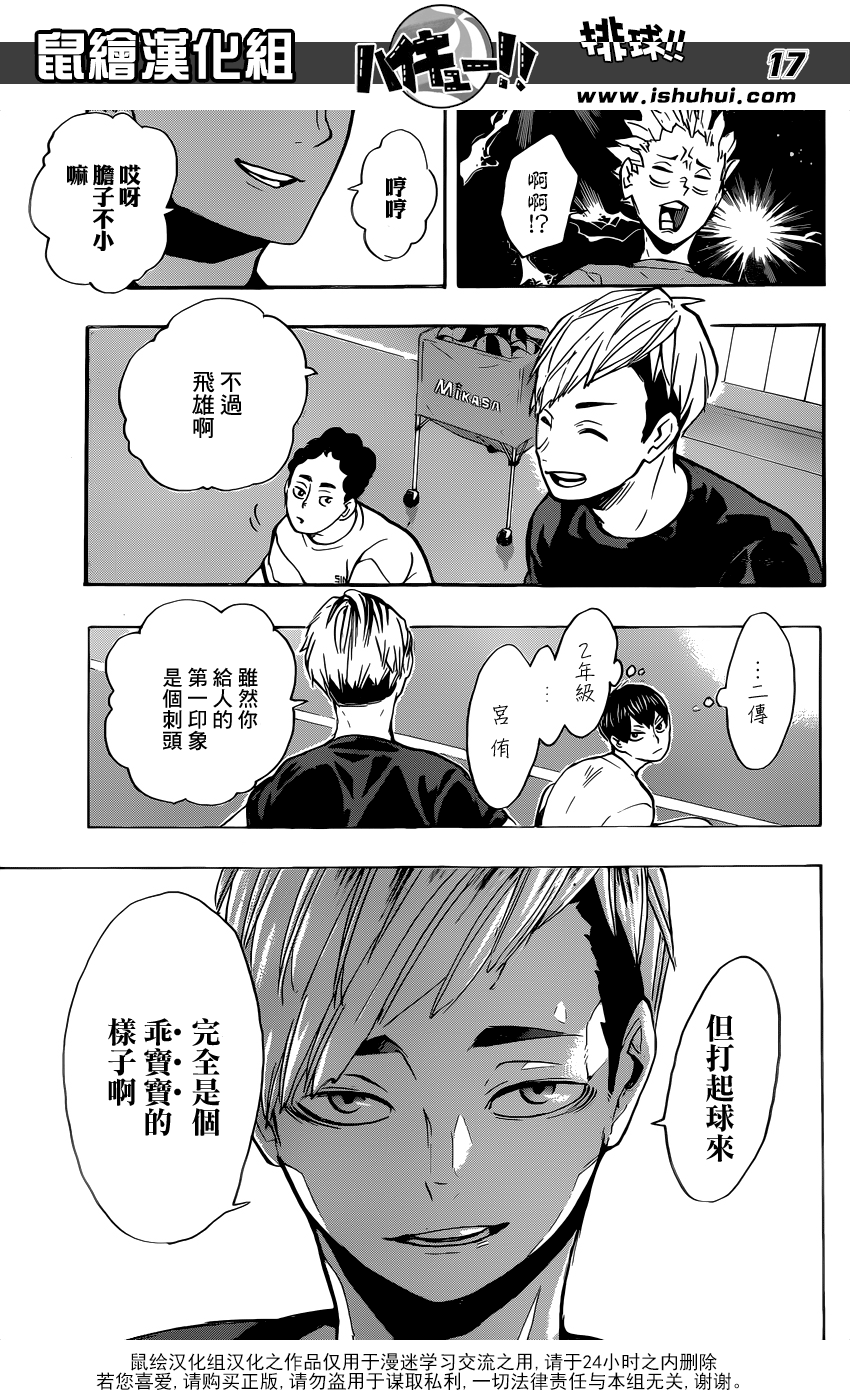 鼠繪漢化組
ハイキュー!!
排球!!
www.ishuhui.com
17
啊啊!?
哼哼
哎呀
膽子不小
嘛
MIKASA
不過
飛雄啊
…二傳
乙年級
…
宮侑
雖然你
給人的
第一印象
是個刺頭
但打起球來
完全是個
乖寶寶的
樣子啊
鼠绘汉化组汉化之作品仅用于漫迷学习交流之用, 请于24小时之内删除
若您喜爱, 请购买正版, 请勿盗用于谋取私利, 一切法律责任与本组无关, 谢谢。